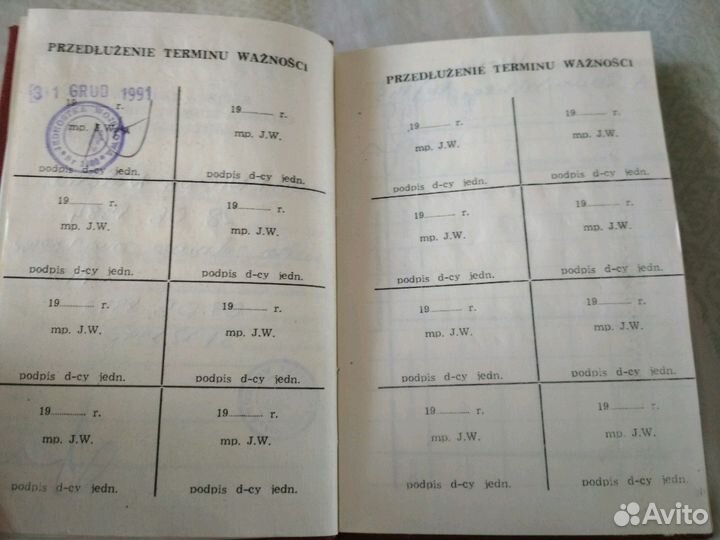 PRZEDŁUŻENIE TERMINU WAŻNOŚCI
31 GRUD 1991
19 r.
mp. J.W.
JEDNOSTKA WOJSKOWA
podpis d-cy jedn.
19......... r.
mp. J.W.
podpis d-cy jedn.
19......... r.
mp. J.W.
podpis d-cy jedn.
19......... r.
mp. J.W.
podpis d-cy jedn.
19......... r.
mp. J.W.
podpis d-cy jedn.
19......... r.
mp. J.W.
podpis d-cy jedn.
19......... r.
mp. J.W.
podpis d-cy jedn.
19......... r.
mp. J.W.
podpis d-cy jedn.
PRZEDŁUŻENIE TERMINU WAŻNOŚCI
19......... r.
mp. J.W.
podpis d-cy jedn.
19......... r.
mp. J.W.
podpis d-cy jedn.
19......... r.
mp. J.W.
podpis d-cy jedn.
19......... r.
mp. J.W.
podpis d-cy jedn.
19......... r.
mp. J.W.
podpis d-cy jedn.
19......... r.
mp. J.W.
podpis d-cy jedn.
19......... r.
mp. J.W.
podpis d-cy jedn.
19......... r.
mp. J.W.
podpis d-cy jedn.
Avito